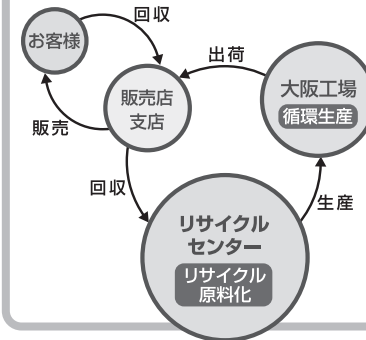 回収
お客様
出荷
販売店
支店
大阪工場
循環生産
販売
回収
生産
リサイクル
センター
リサイクル
原料化